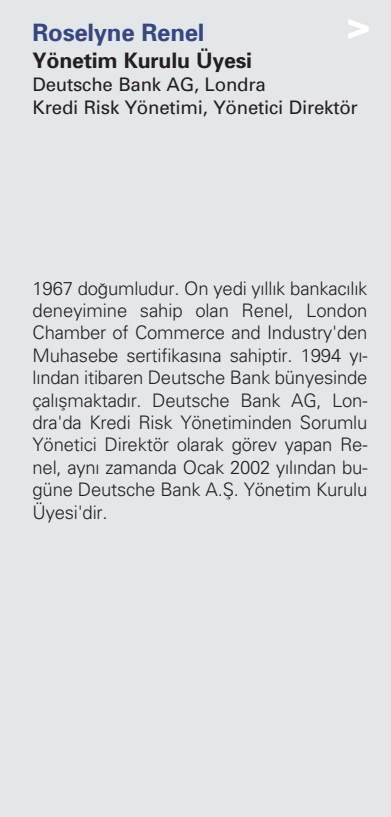 Roselyne Renel
>
Yönetim Kurulu Üyesi
Deutsche Bank AG, Londra
Kredi Risk Yönetimi, Yönetici Direktör
1967 doğumludur. On yedi yıllık bankacılık
deneyimine sahip olan Renel, London
Chamber of Commerce and Industry'den
Muhasebe sertifikasına sahiptir. 1994 yı-
lından itibaren Deutsche Bank bünyesinde
çalışmaktadır. Deutsche Bank AG, Lon-
dra'da Kredi Risk Yönetiminden Sorumlu
Yönetici Direktör olarak görev yapan Re-
nel, aynı zamanda Ocak 2002 yılından bu-
güne Deutsche Bank A.Ş. Yönetim Kurulu
Üyesi'dir.